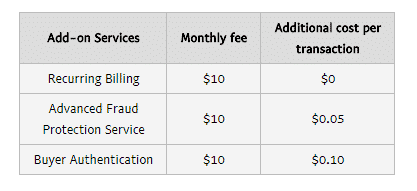 Add-on Services Monthly fee Additional cost per
transaction
Recurring Billing $10 $0
Advanced Fraud
Protection Service $10 $0.05
Buyer Authentication $10 $0.10